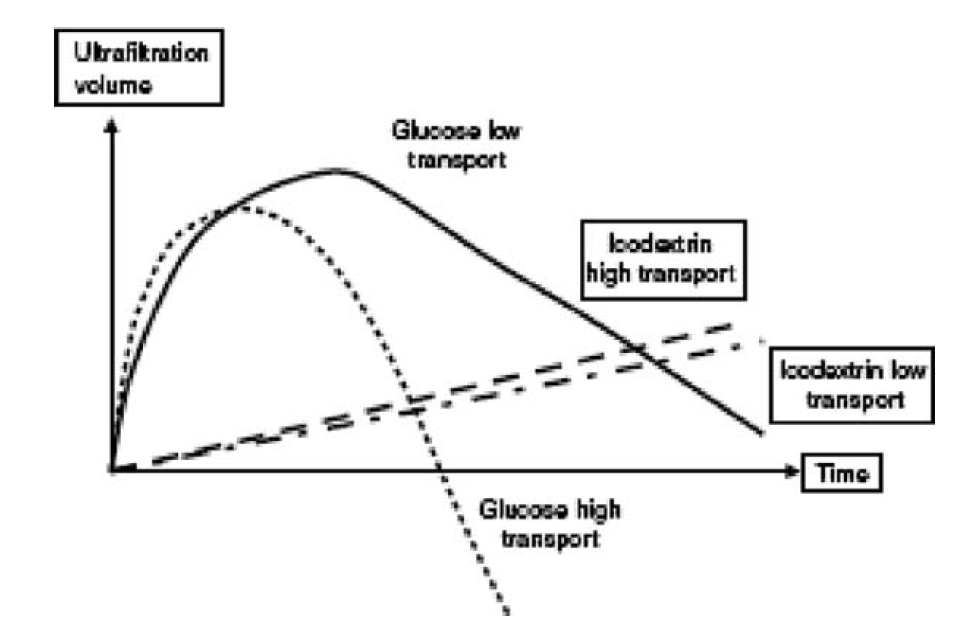 Ultrafiltration
volume
Glucose low
transport
Icodextrin
high transport
Icodextrin low
transport
Time
Glucose high
transport